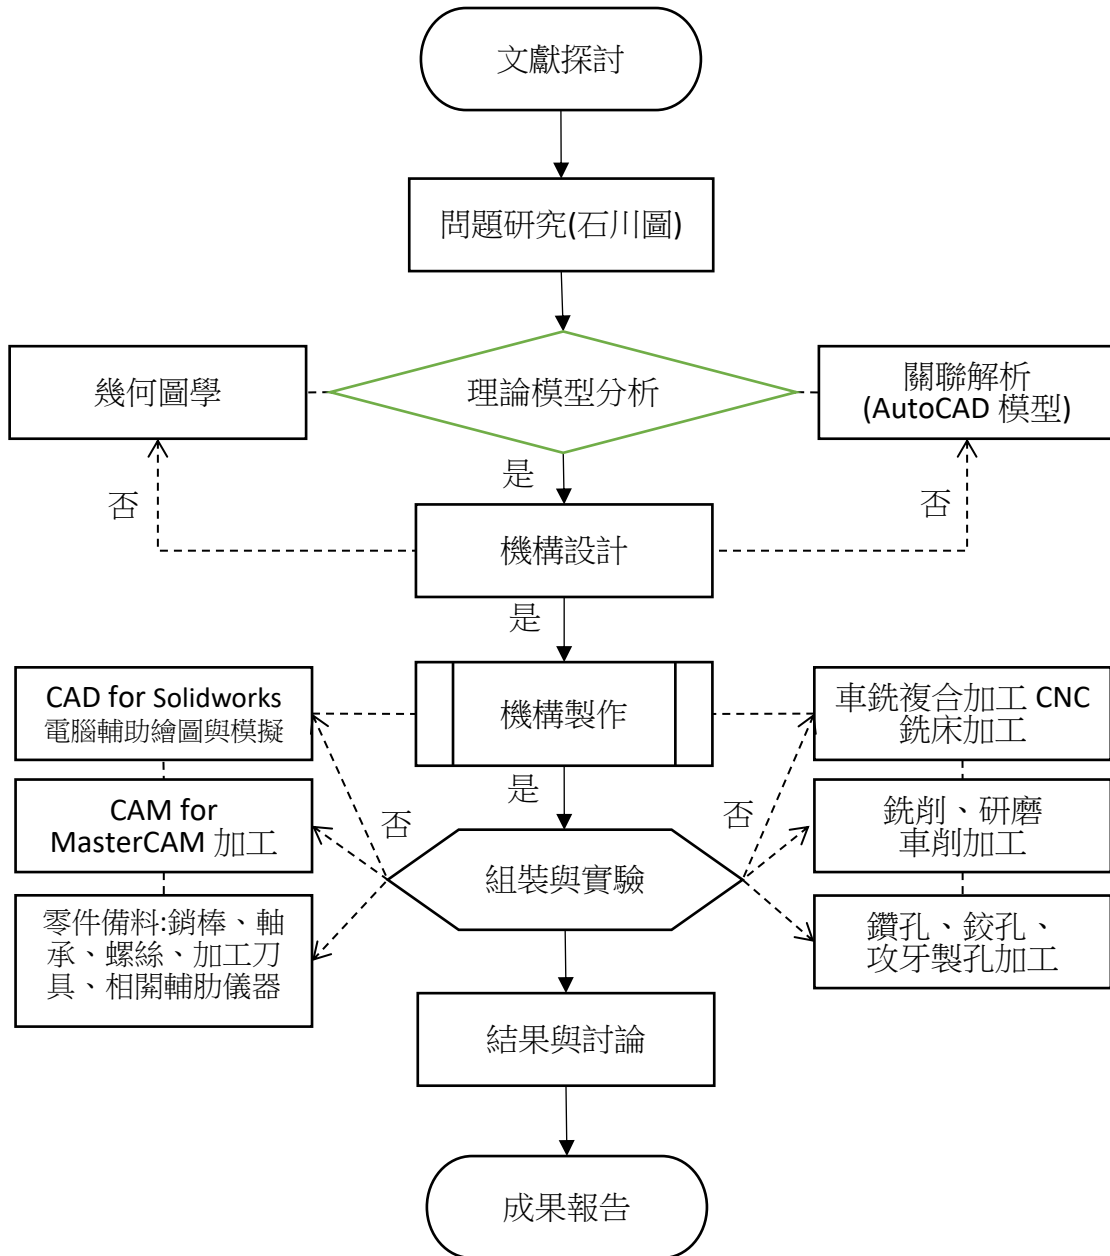 文獻探討
問題研究(石川圖)
幾何圖學
理論模型分析
關聯解析
(AutoCAD 模型)
是
否
否
機構設計
是
CAD for Solidworks
電腦輔助繪圖與模擬
機構製作
車銑複合加工 CNC
銑床加工
是
CAM for
MasterCAM 加工
否
否
銑削、研磨
車削加工
組裝與實驗
零件備料:銷棒、軸
承、螺絲、加工刀
具、相關輔肋儀器
鑽孔、鉸孔、
攻牙製孔加工
結果與討論
成果報告